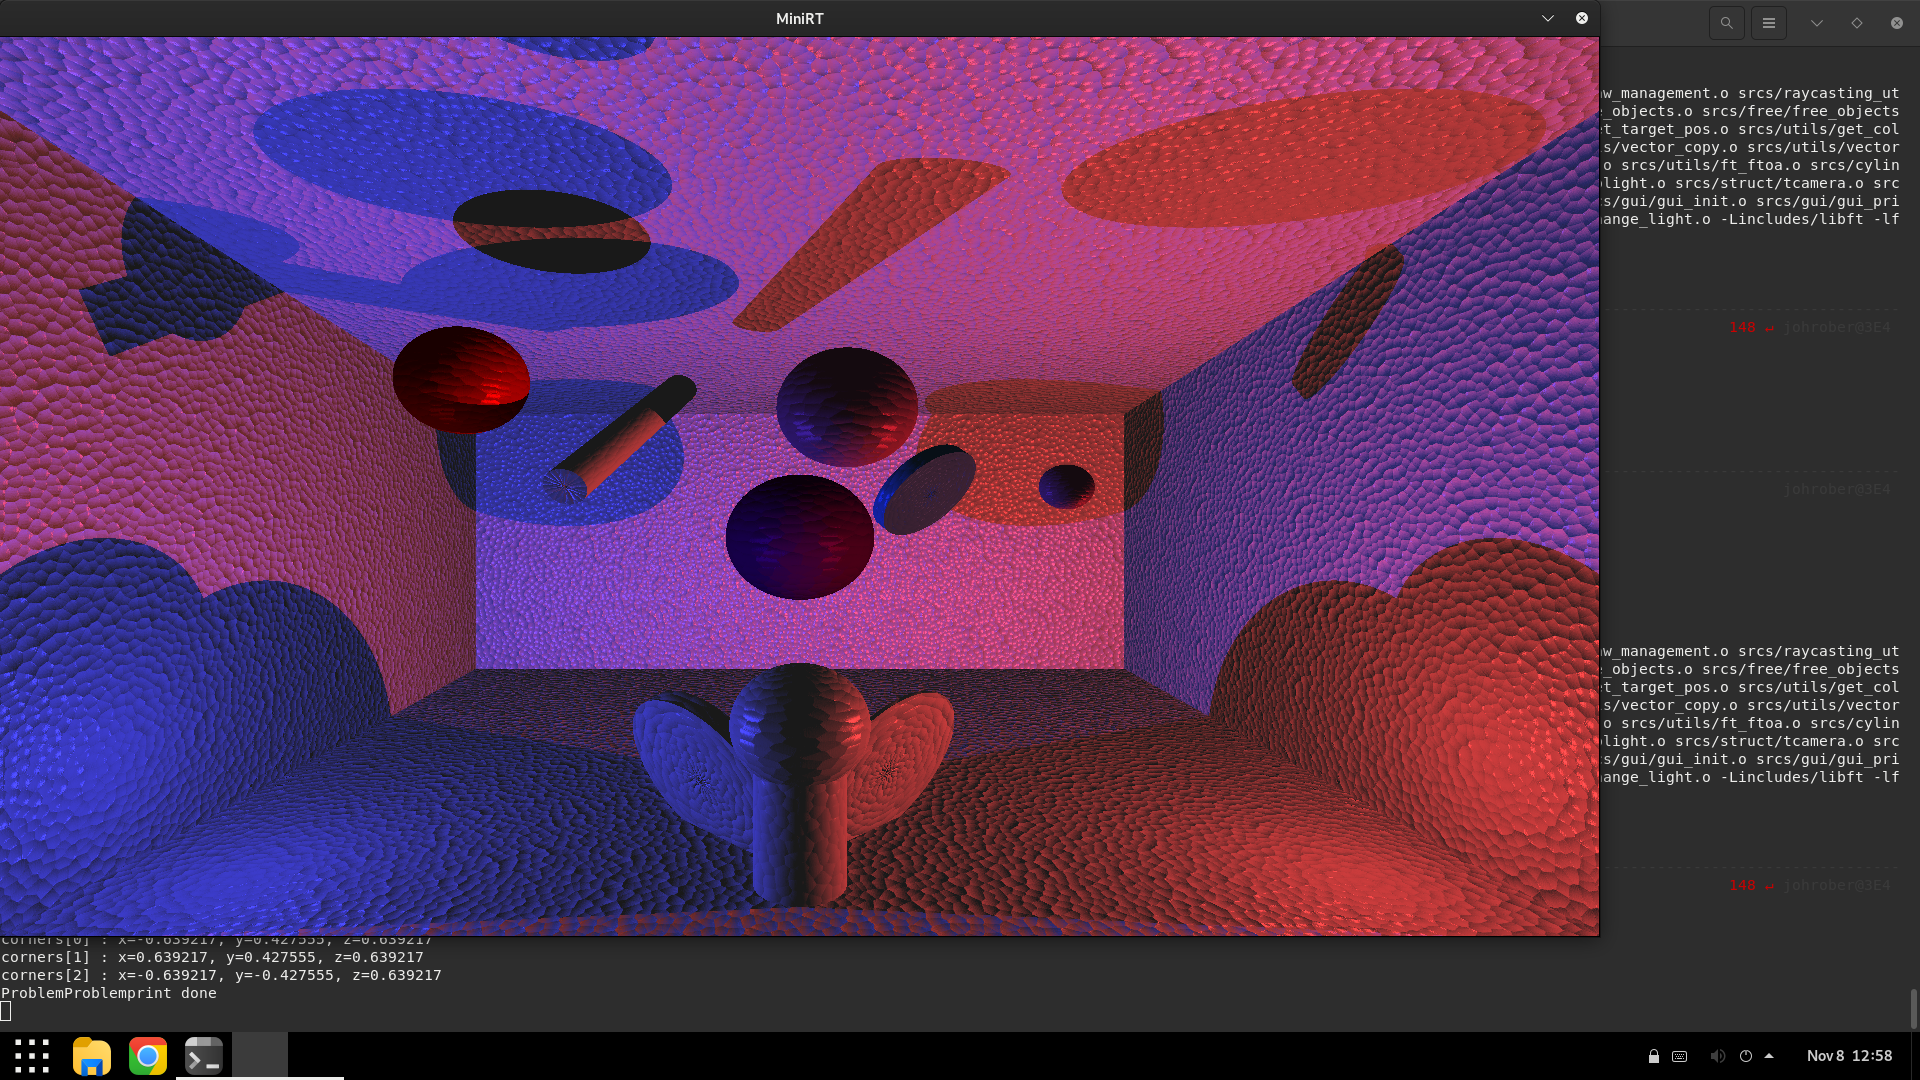 MiniRT
aw_management.o srcs/raycasting_ut
_objects.o srcs/free/free_objects
t_target_pos.o srcs/utils/get_col
s/vector_copy.o srcs/utils/vector
o srcs/utils/ft_ftoa.o srcs/cylin
light.o srcs/struct/tcamera.o src
s/gui/gui_init.o srcs/gui/gui_pri
ange_light.o -Lincludes/libft -lf
148 ↵ johrober@3E4
johrober@3E4
aw_management.o srcs/raycasting_ut
_objects.o srcs/free/free_objects
t_target_pos.o srcs/utils/get_col
s/vector_copy.o srcs/utils/vector
o srcs/utils/ft_ftoa.o srcs/cylin
light.o srcs/struct/tcamera.o src
s/gui/gui_init.o srcs/gui/gui_pri
ange_light.o -Lincludes/libft -lf
148 ↵ johrober@3E4
corners[0] : x=-0.639217, y=0.427555, z=0.639217
corners[1] : x=0.639217, y=0.427555, z=0.639217
corners[2] : x=-0.639217, y=-0.427555, z=0.639217
ProblemProblemprint done
Nov 8 12:58